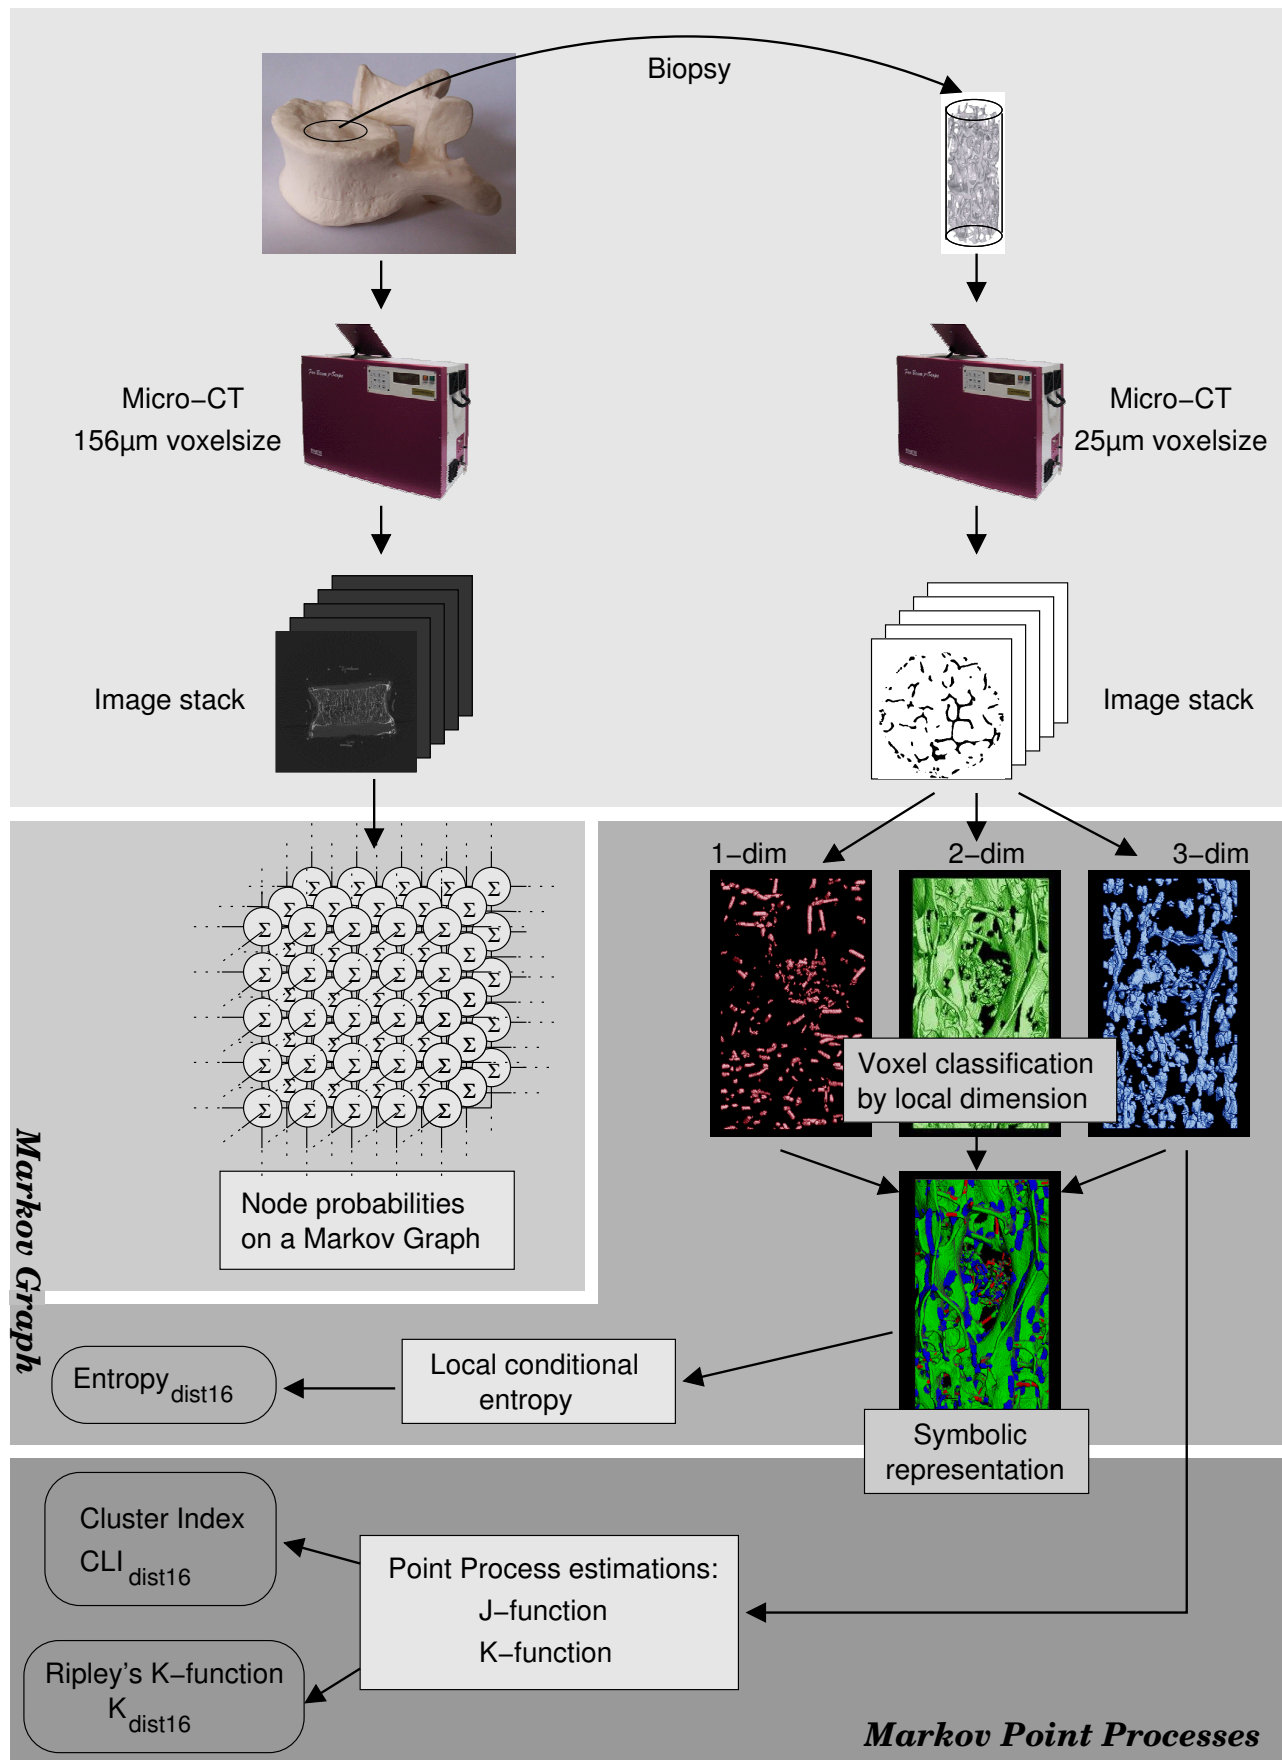 Biopsy
Micro−CT
156µm voxelsize
Micro−CT
25µm voxelsize
Image stack
Image stack
1−dim
2−dim
3−dim
Σ Σ Σ Σ Σ
Σ Σ Σ Σ Σ
Σ Σ Σ Σ Σ
Σ Σ Σ Σ Σ
Σ Σ Σ Σ Σ
Voxel classification
by local dimension
Markov Graph
Node probabilities
on a Markov Graph
Entropy dist16
Local conditional
entropy
Symbolic
representation
Cluster Index
CLI dist16
Point Process estimations:
J−function
K−function
Ripley's K−function
K dist16
Markov Point Processes